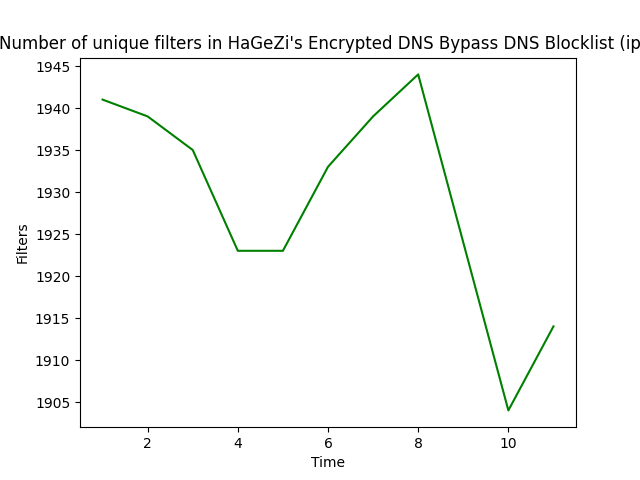 Number of unique filters in HaGeZi's Encrypted DNS Bypass DNS Blocklist (ip
1945
1940
1935
1930
1925
1920
1915
1910
1905
Filters
2 4 6 8 10
Time